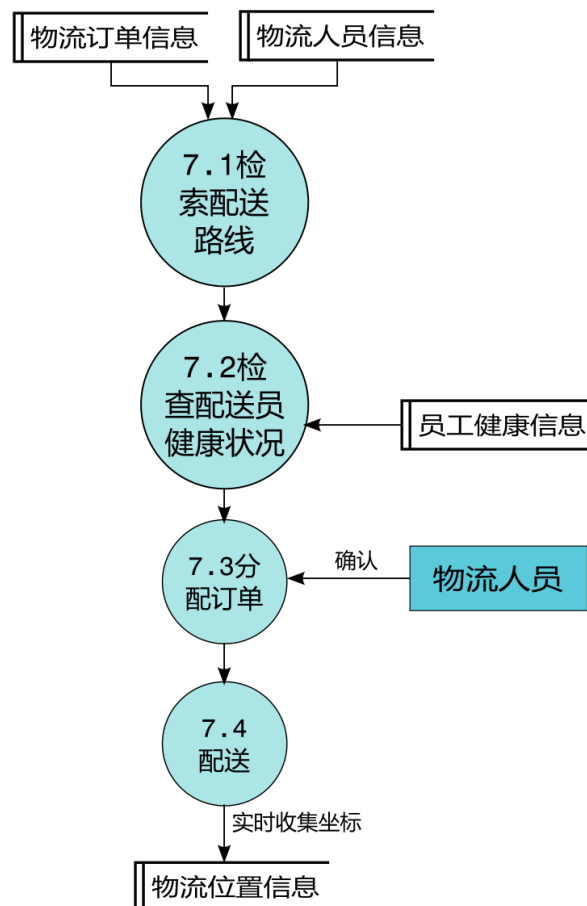 物流订单信息
物流人员信息
7.1检
索配送
路线
7.2检
查配送员
健康状况
员工健康信息
7.3分
配订单
确认
物流人员
7.4
配送
实时收集坐标
物流位置信息